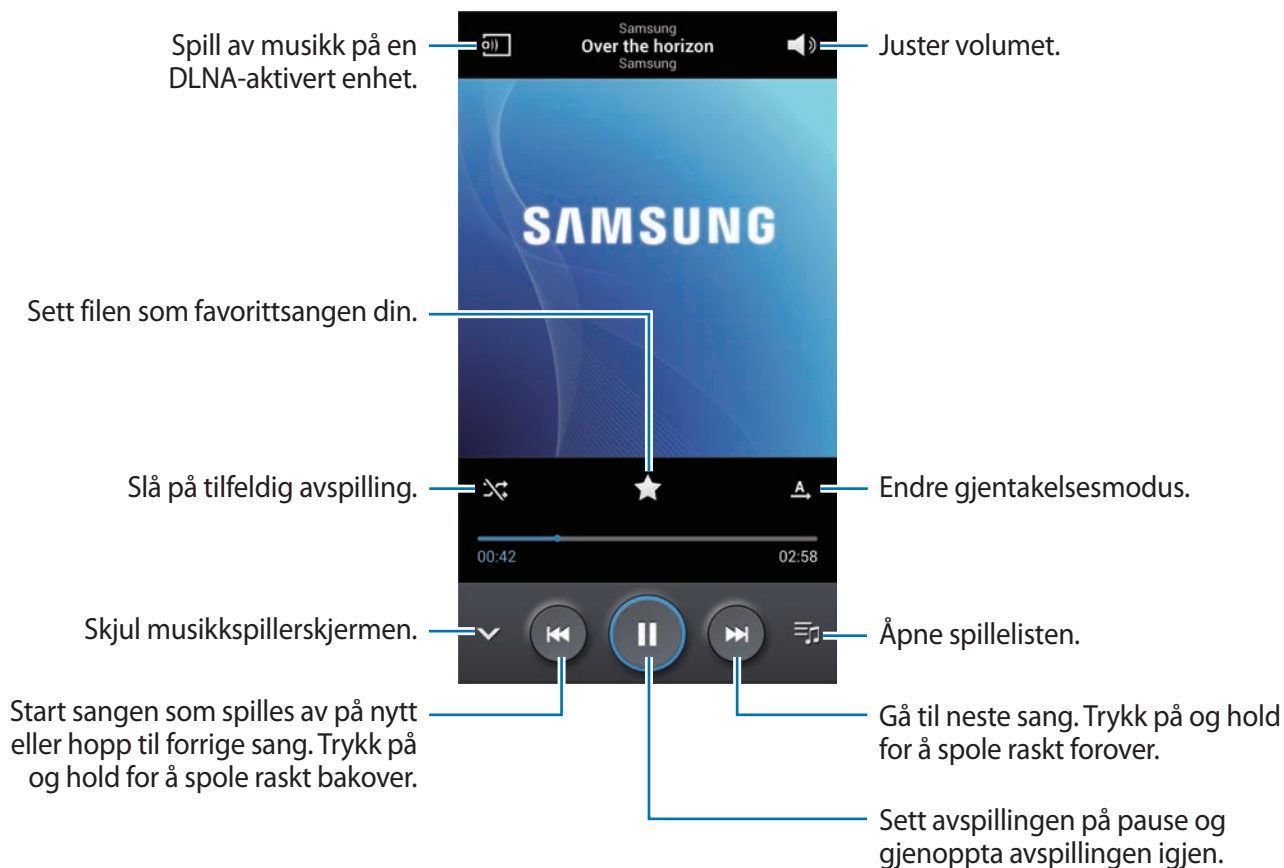 Spill av musikk på en
DLNA-aktivert enhet.
Samsung
Over the horizon
Samsung
Juster volumet.
SAMSUNG
Sett filen som favorittsangen din.
Slå på tilfeldig avspilling.
A
Endre gjentakelsesmodus.
00:42
02:58
Skjul musikkspillerskjermen.
Åpne spillelisten.
Start sangen som spilles av på nytt
eller hopp til forrige sang. Trykk på
og hold for å spole raskt bakover.
Gå til neste sang. Trykk på og hold
for å spole raskt forover.
Sett avspillingen på pause og
gjenoppta avspillingen igjen.